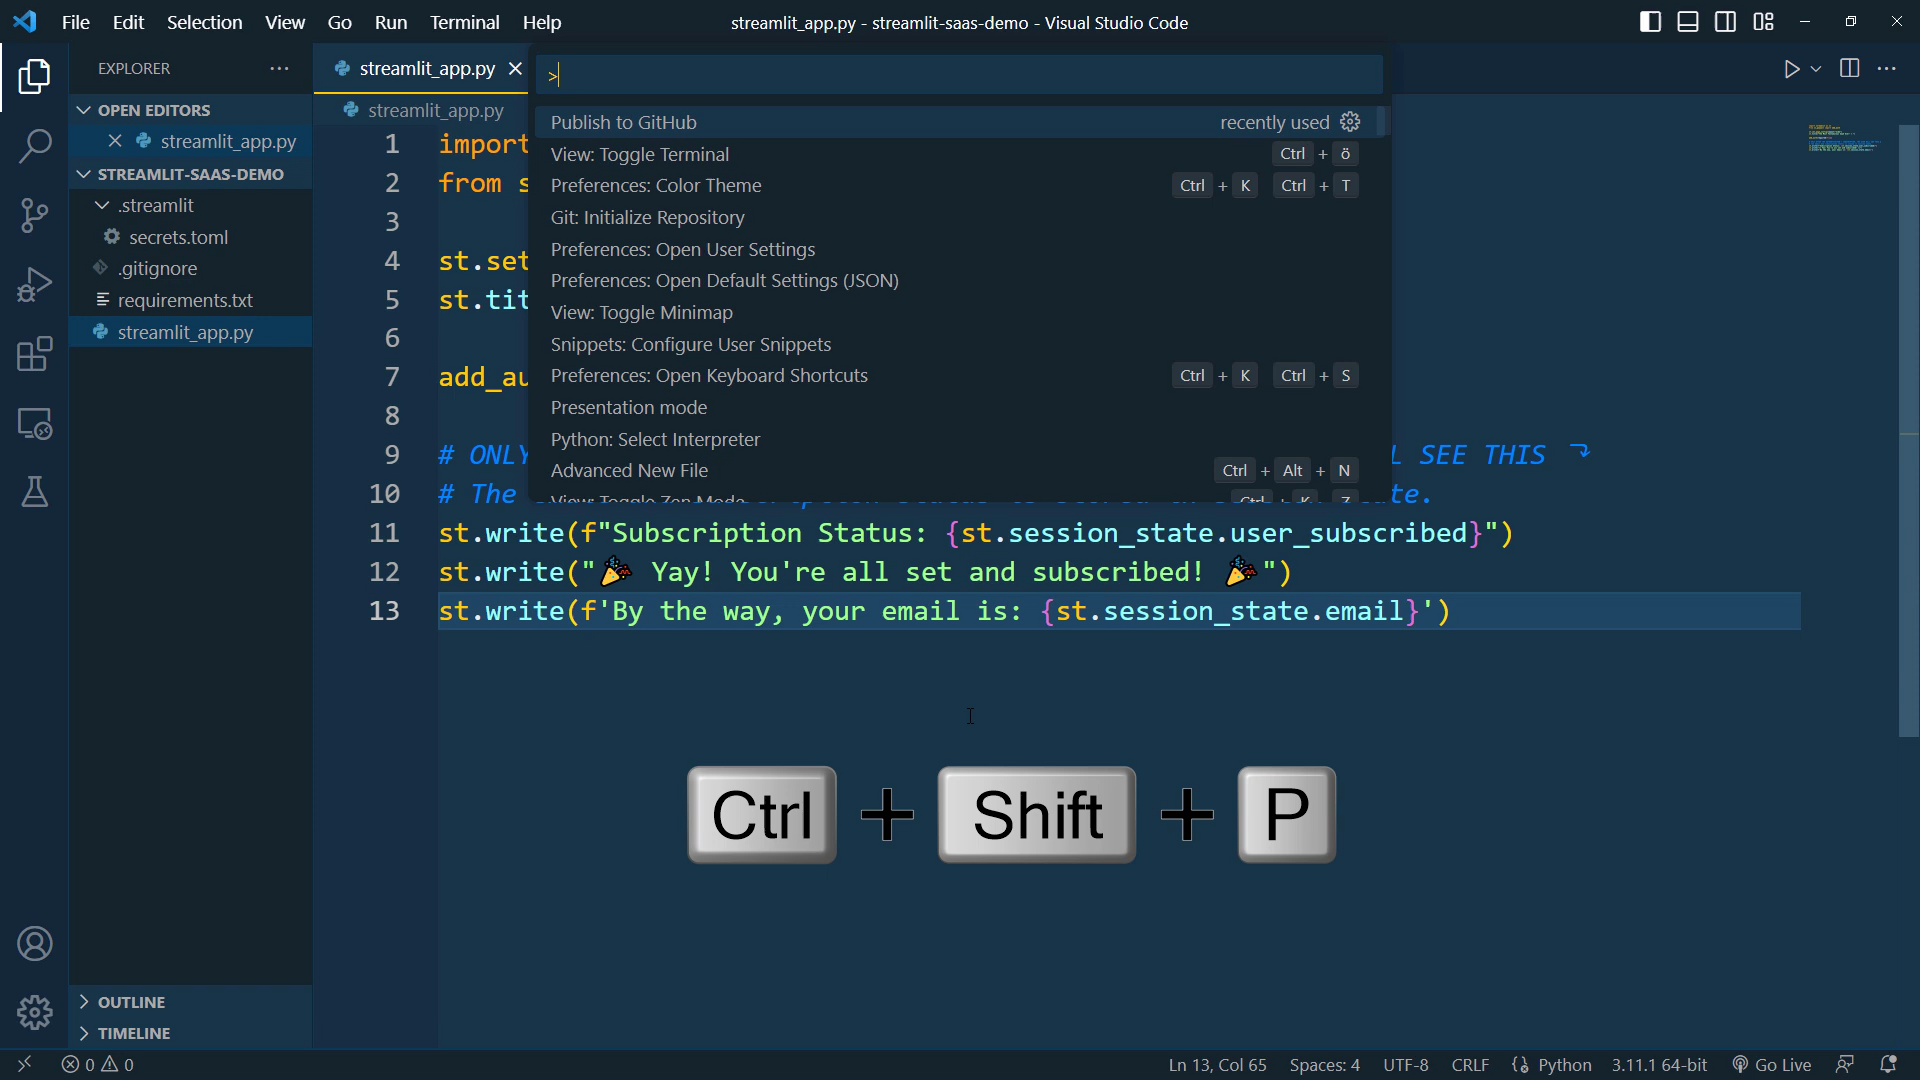 File Edit Selection View Go Run Terminal Help
streamlit_app.py - streamlit-saas-demo - Visual Studio Code
EXPLORER
OPEN EDITORS
streamlit_app.py
STREAMLIT-SAAS-DEMO
.streamlit
secrets.toml
.gitignore
requirements.txt
streamlit_app.py
OUTLINE
TIMELINE
streamlit_app.py
streamlit_app.py
>
Publish to GitHub recently used
View: Toggle Terminal Ctrl + ö
Preferences: Color Theme Ctrl + K Ctrl + T
Git: Initialize Repository
Preferences: Open User Settings
Preferences: Open Default Settings (JSON)
View: Toggle Minimap
Snippets: Configure User Snippets
Preferences: Open Keyboard Shortcuts Ctrl + K Ctrl + S
Presentation mode
Python: Select Interpreter
Advanced New File Ctrl + Alt + N
View: Toggle Zen Mode Ctrl + K Z
1 import
2 from s
3
4 st.set
5 st.tit
6
7 add_au
8
9 # ONLY L SEE THIS
10 # The te.
11 st.write(f"Subscription Status: {st.session_state.user_subscribed}")
12 st.write("🎉 Yay! You're all set and subscribed! 🎉")
13 st.write(f'By the way, your email is: {st.session_state.email}')
Ctrl + Shift + P
0 0 Ln 13, Col 65 Spaces: 4 UTF-8 CRLF Python 3.11.1 64-bit Go Live